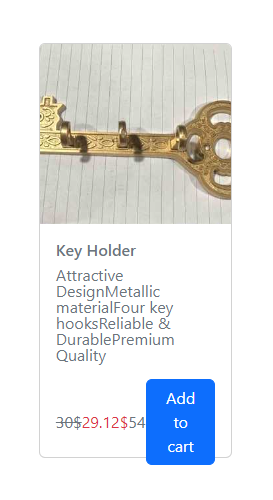 Key Holder
Attractive
DesignMetallic
materialFour key
hooksReliable &
DurablePremium
Quality
30$29.12$54
Add
to
cart